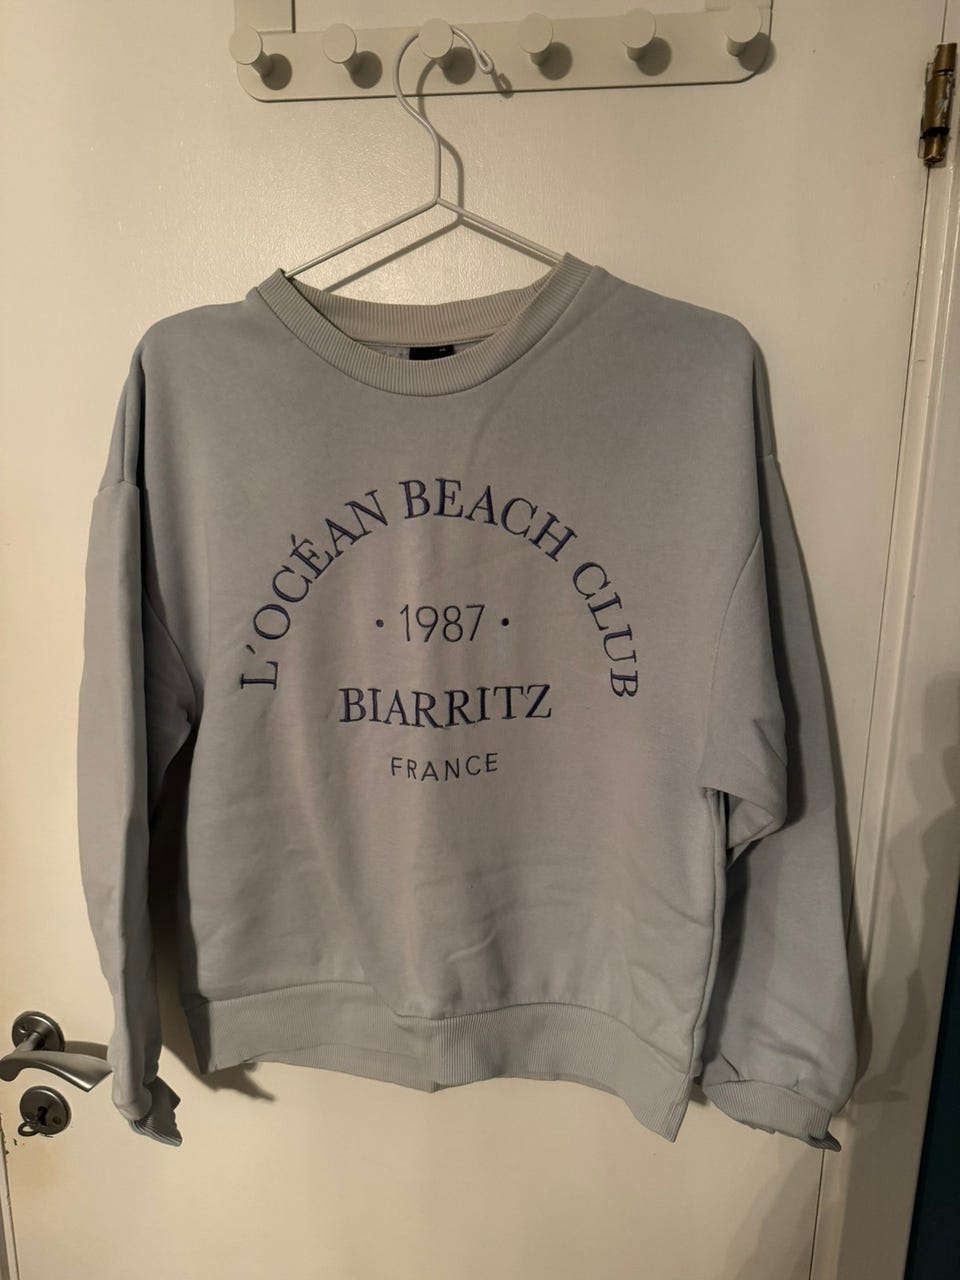 L'OCÉAN BEACH CLUB
• 1987 •
BIARRITZ
FRANCE